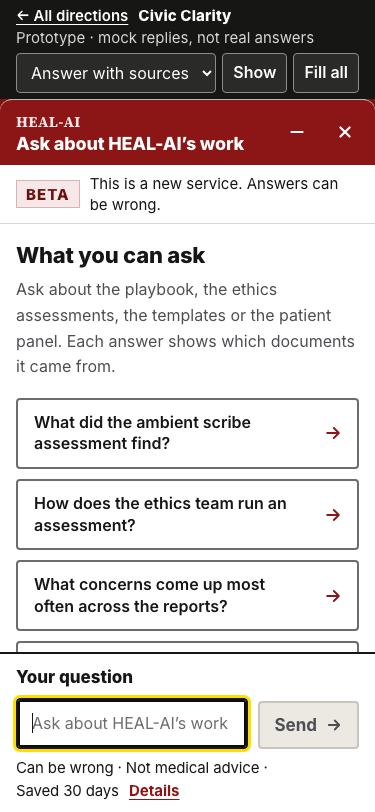 ← All directions Civic Clarity
Prototype · mock replies, not real answers
Answer with sources Show Fill all
HEAL-AI
Ask about HEAL-AI’s work
BETA
This is a new service. Answers can
be wrong.
What you can ask
Ask about the playbook, the ethics
assessments, the templates or the patient
panel. Each answer shows which documents
it came from.
What did the ambient scribe
assessment find?
How does the ethics team run an
assessment?
What concerns come up most
often across the reports?
Your question
Ask about HEAL-AI’s work
Send →
Can be wrong · Not medical advice ·
Saved 30 days Details